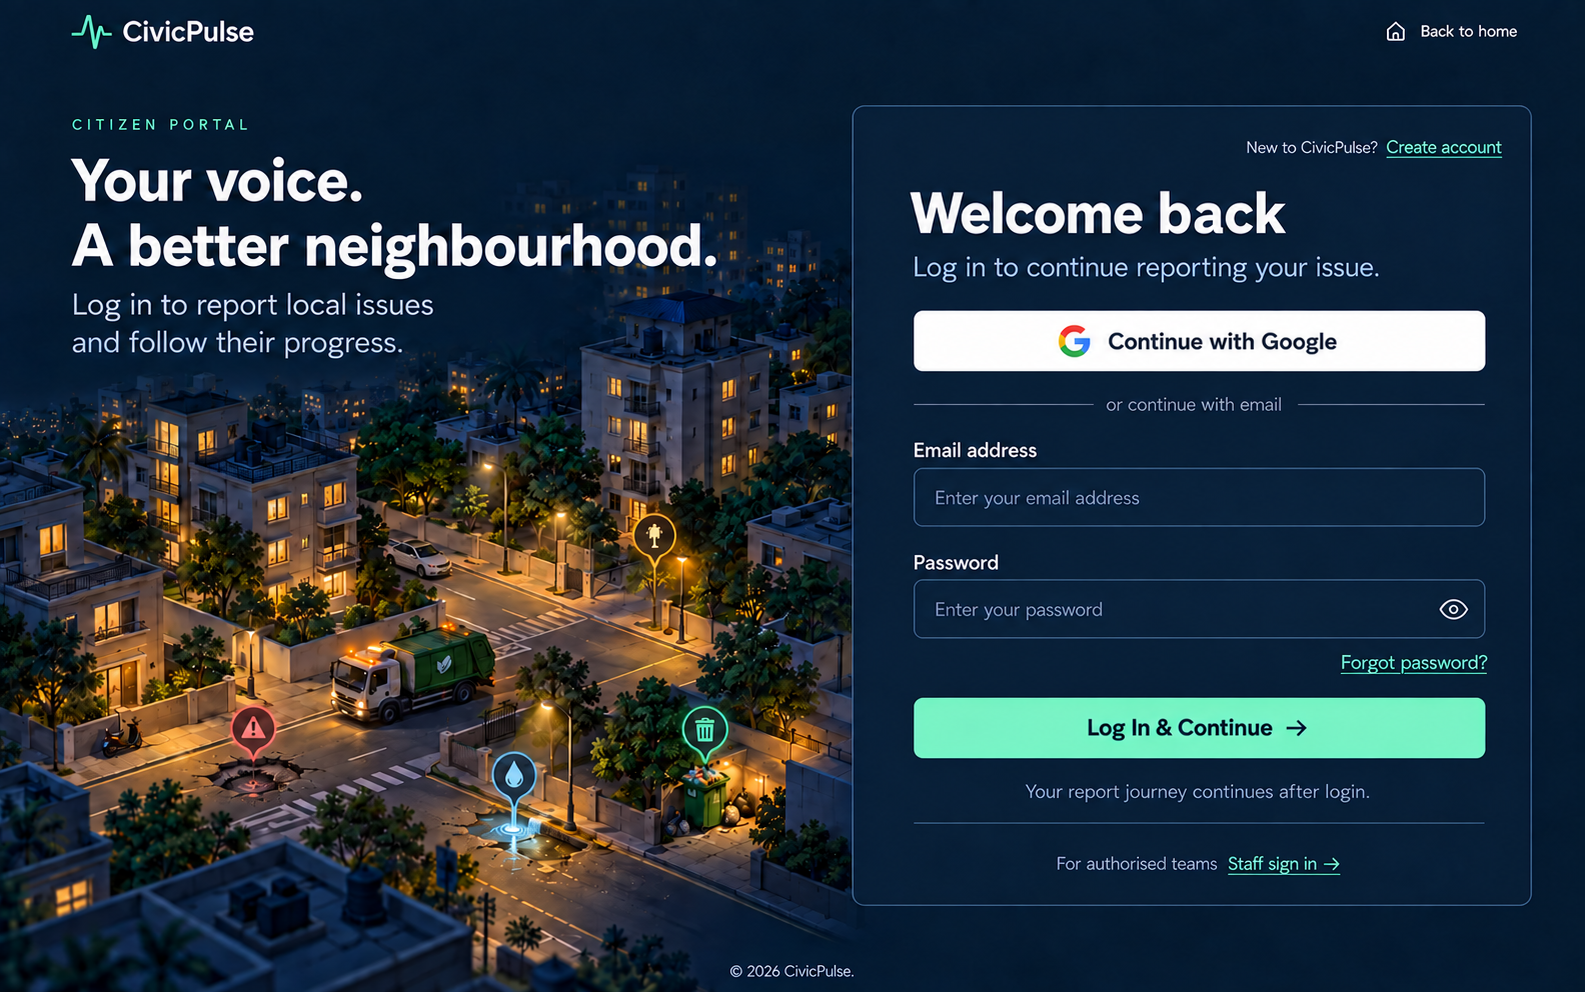 CivicPulse
Back to home
CITIZEN PORTAL
Your voice.
A better neighbourhood.
Log in to report local issues
and follow their progress.
New to CivicPulse? Create account
Welcome back
Log in to continue reporting your issue.
Continue with Google
or continue with email
Email address
Enter your email address
Password
Enter your password
Forgot password?
Log In & Continue →
Your report journey continues after login.
For authorised teams Staff sign in →
© 2026 CivicPulse.